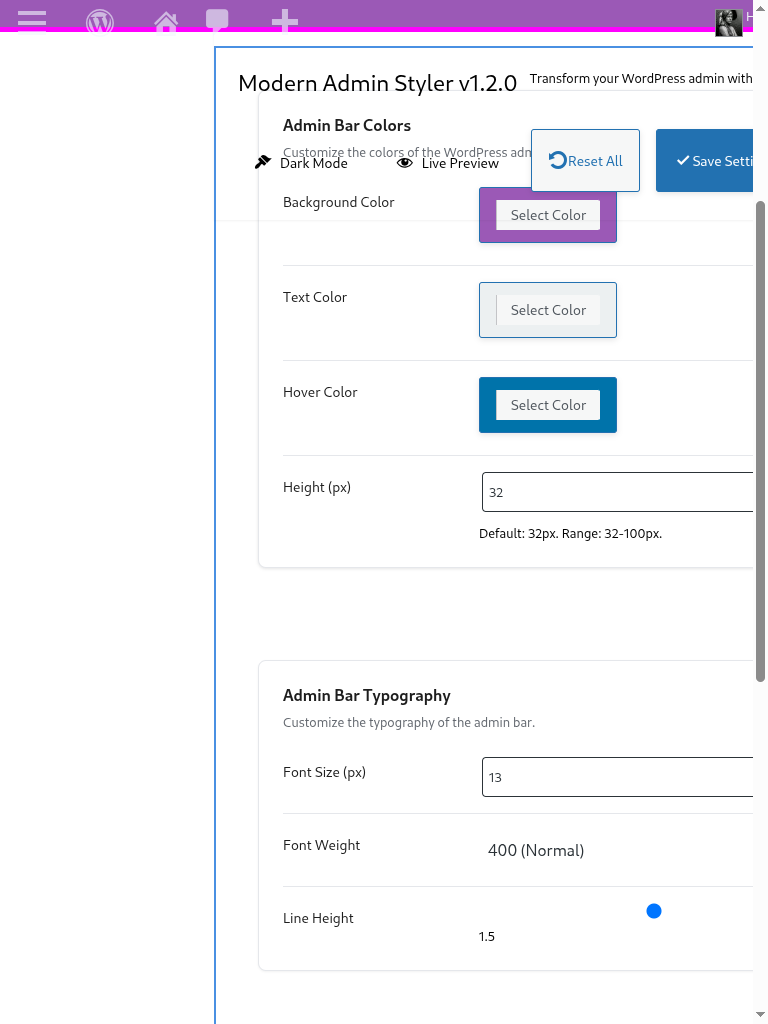 H
Modern Admin Styler v1.2.0
Transform your WordPress admin with
Admin Bar Colors
Customize the colors of the WordPress adm
Dark Mode
Live Preview
Reset All
Save Setti
Background Color
Select Color
Text Color
Select Color
Hover Color
Select Color
Height (px)
32
Default: 32px. Range: 32-100px.
Admin Bar Typography
Customize the typography of the admin bar.
Font Size (px)
13
Font Weight
400 (Normal)
Line Height
1.5